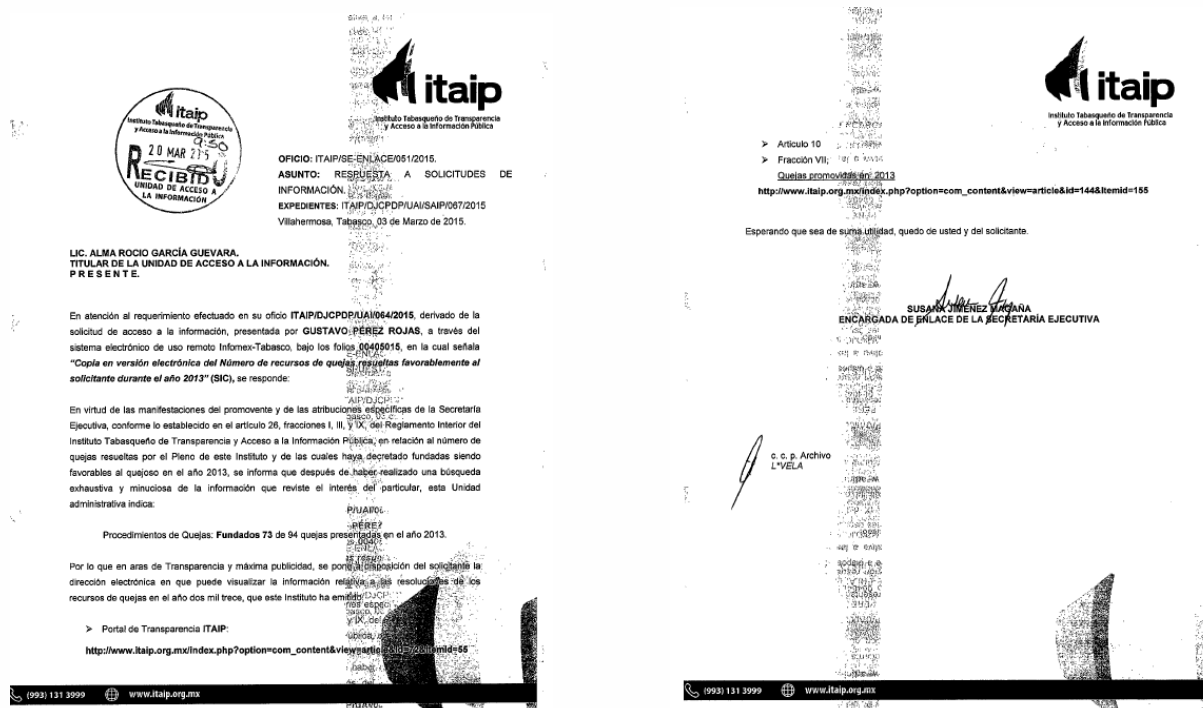 itaip
Instituto Tabasqueño de Transparencia
y Acceso a la Información Pública
itaip
Instituto Tabasqueño de Transparencia
y Acceso a la Información Pública
9:50
20 MAR
RECIBIDO
UNIDAD DE ACCESO A
LA INFORMACIÓN
OFICIO: ITAIP/SE-ENLACE/051/2015.
ASUNTO: RESPUESTA A SOLICITUDES DE
INFORMACIÓN.
EXPEDIENTES: ITAIP/DJCPDP/UAI/SAIP/067/2015
Villahermosa, Tabasco, 03 de Marzo de 2015.
LIC. ALMA ROCIO GARCÍA GUEVARA.
TITULAR DE LA UNIDAD DE ACCESO A LA INFORMACIÓN.
P R E S E N T E.
En atención al requerimiento efectuado en su oficio ITAIP/DJCPDP/UAI/064/2015, derivado de la
solicitud de acceso a la información, presentada por GUSTAVO PÉREZ ROJAS, a través del
sistema electrónico de uso remoto Infomex-Tabasco, bajo los folios 00405015, en la cual señala
"Copia en versión electrónica del Número de recursos de quejas resueltas favorablemente al
solicitante durante el año 2013" (SIC), se responde:
En virtud de las manifestaciones del promovente y de las atribuciones específicas de la Secretaría
Ejecutiva, conforme lo establecido en el artículo 26, fracciones I, III, y IX, del Reglamento Interior del
Instituto Tabasqueño de Transparencia y Acceso a la Información Pública, en relación al número de
quejas resueltas por el Pleno de este Instituto y de las cuales haya decretado fundadas siendo
favorables al quejoso en el año 2013, se informa que después de haber realizado una búsqueda
exhaustiva y minuciosa de la información que reviste el interés del particular, esta Unidad
administrativa indica:
Procedimientos de Quejas: Fundados 73 de 94 quejas presentadas en el año 2013.
Por lo que en aras de Transparencia y máxima publicidad, se pone a disposición del solicitante la
dirección electrónica en que puede visualizar la información relativa a las resoluciones de los
recursos de quejas en el año dos mil trece, que este Instituto ha emitido
➤ Portal de Transparencia ITAIP:
http://www.itaip.org.mx/index.php?option=com_content&view=article&id=72&Itemid=55
(993) 131 3999 www.itaip.org.mx
itaip
Instituto Tabasqueño de Transparencia
y Acceso a la Información Pública
➤ Artículo 10
➤ Fracción VII;
Quejas promovidas en: 2013
http://www.itaip.org.mx/index.php?option=com_content&view=article&id=144&Itemid=155
Esperando que sea de suma utilidad, quedo de usted y del solicitante.
SUSANA JIMÉNEZ MAGAÑA
ENCARGADA DE ENLACE DE LA SECRETARÍA EJECUTIVA
c. c. p. Archivo
L*VELA
(993) 131 3999 www.itaip.org.mx